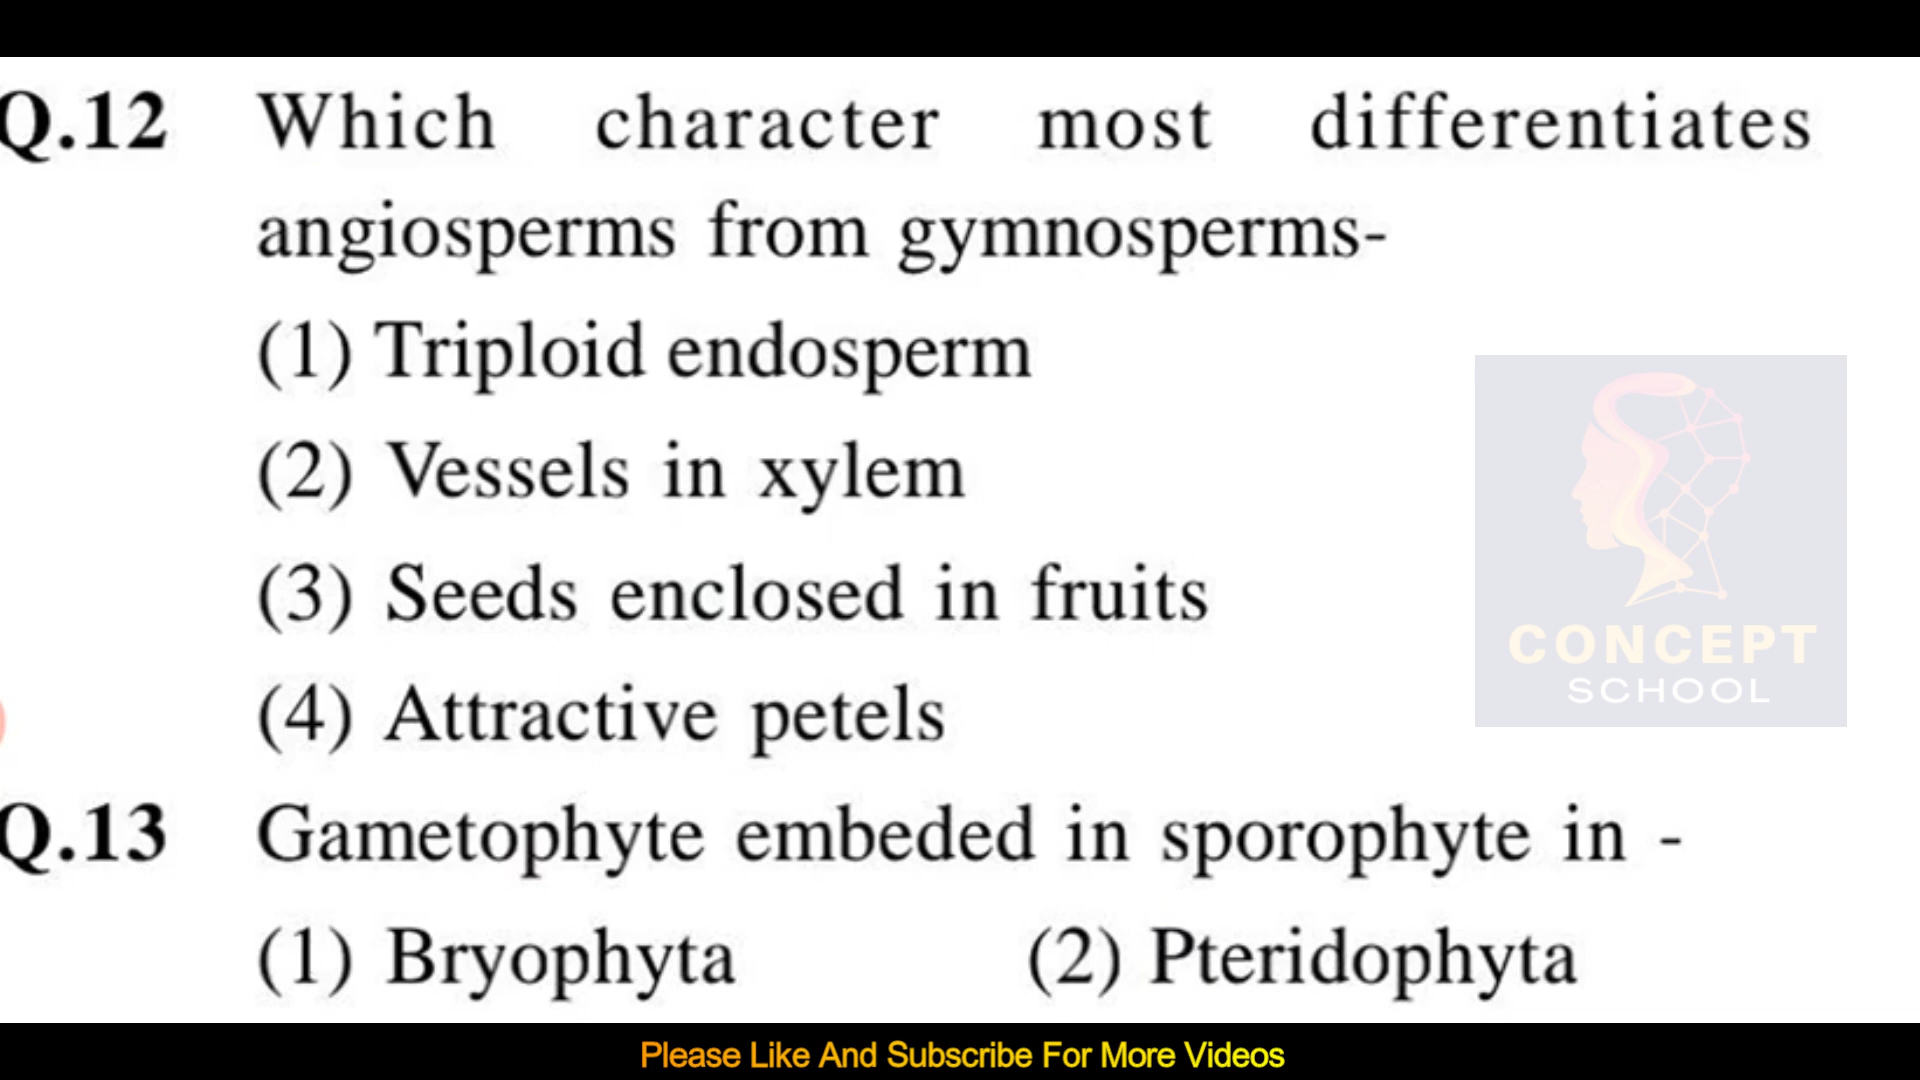 Q.12 Which character most differentiates
angiosperms from gymnosperms-
(1) Triploid endosperm
(2) Vessels in xylem
(3) Seeds enclosed in fruits
(4) Attractive petels
CONCEPT
SCHOOL
Q.13 Gametophyte embeded in sporophyte in -
(1) Bryophyta (2) Pteridophyta
Please Like And Subscribe For More Videos